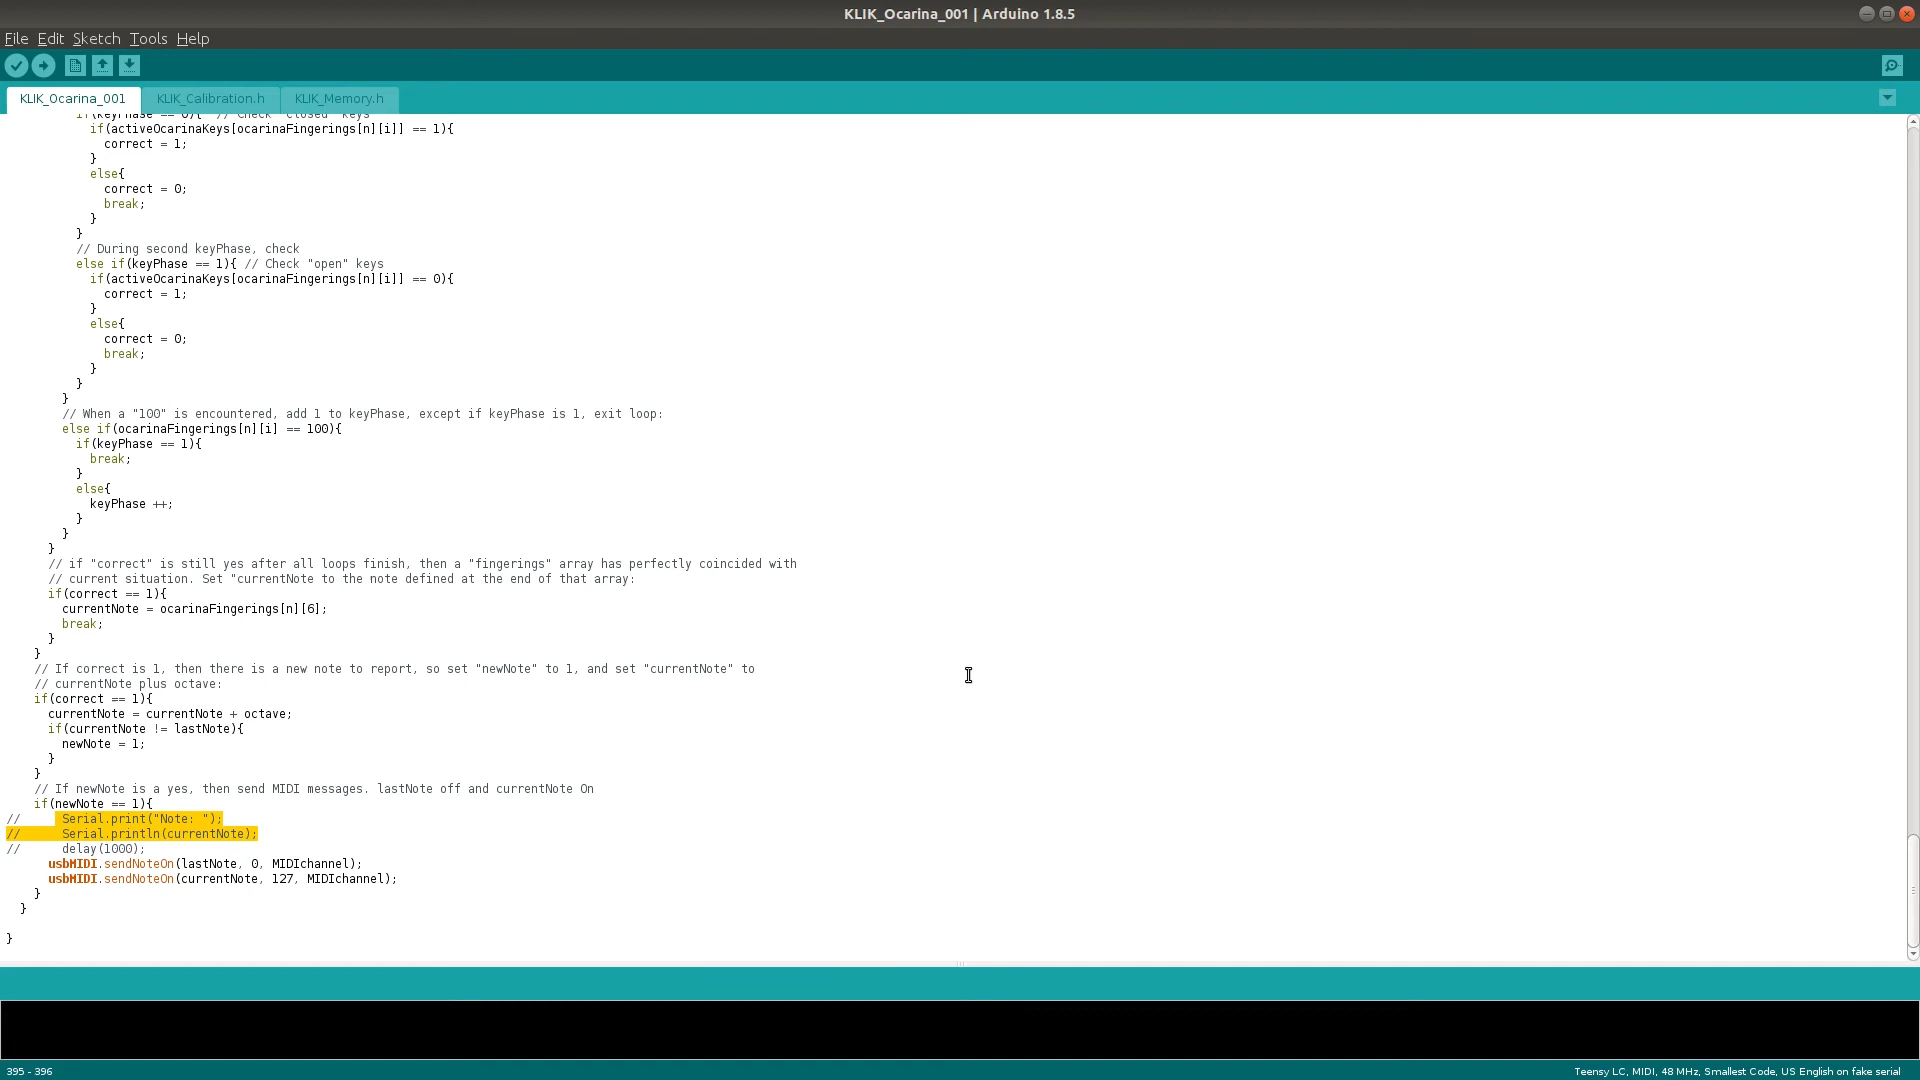 KLIK_Ocarina_001 | Arduino 1.8.5
File Edit Sketch Tools Help
KLIK_Ocarina_001 KLIK_Calibration.h KLIK_Memory.h
if(keyPhase == 0){ // Check "closed" keys
if(activeOcarinaKeys[ocarinaFingerings[n][i]] == 1){
correct = 1;
}
else{
correct = 0;
break;
}
}
// During second keyPhase, check
else if(keyPhase == 1){ // Check "open" keys
if(activeOcarinaKeys[ocarinaFingerings[n][i]] == 0){
correct = 1;
}
else{
correct = 0;
break;
}
}
}
// When a "100" is encountered, add 1 to keyPhase, except if keyPhase is 1, exit loop:
else if(ocarinaFingerings[n][i] == 100){
if(keyPhase == 1){
break;
}
else{
keyPhase ++;
}
}
}
// if "correct" is still yes after all loops finish, then a "fingerings" array has perfectly coincided with
// current situation. Set "currentNote to the note defined at the end of that array:
if(correct == 1){
currentNote = ocarinaFingerings[n][6];
break;
}
}
// If correct is 1, then there is a new note to report, so set "newNote" to 1, and set "currentNote" to
// currentNote plus octave:
if(correct == 1){
currentNote = currentNote + octave;
if(currentNote != lastNote){
newNote = 1;
}
}
// If newNote is a yes, then send MIDI messages. lastNote off and currentNote On
if(newNote == 1){
// Serial.print("Note: ");
// Serial.println(currentNote);
// delay(1000);
usbMIDI.sendNoteOn(lastNote, 0, MIDIchannel);
usbMIDI.sendNoteOn(currentNote, 127, MIDIchannel);
}
}
}
395 - 396 Teensy LC, MIDI, 48 MHz, Smallest Code, US English on fake serial